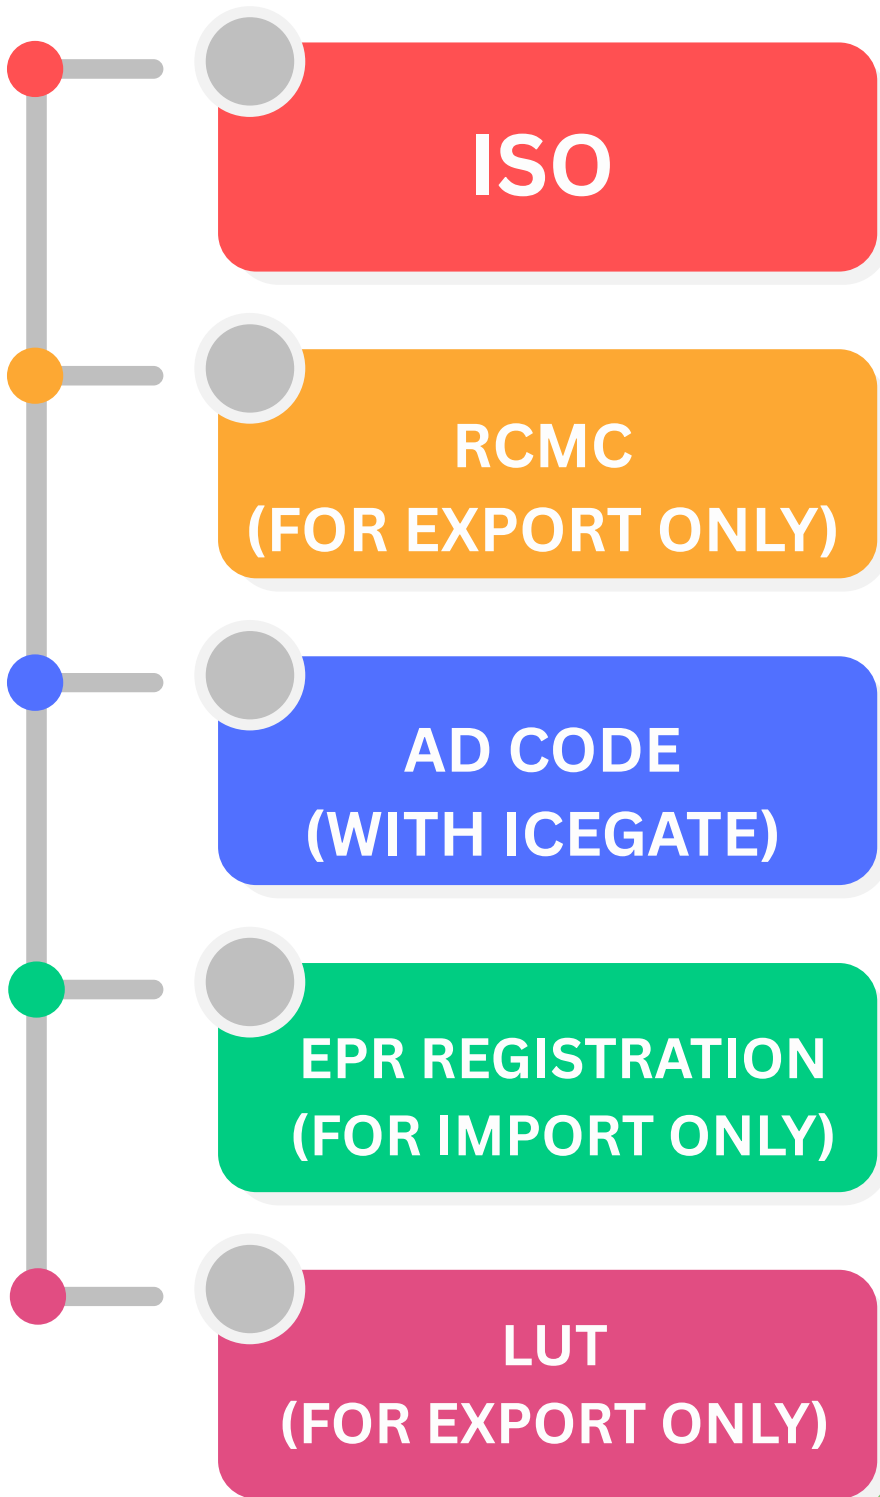 ISO
RCMC
(FOR EXPORT ONLY)
AD CODE
(WITH ICEGATE)
EPR REGISTRATION
(FOR IMPORT ONLY)
LUT
(FOR EXPORT ONLY)